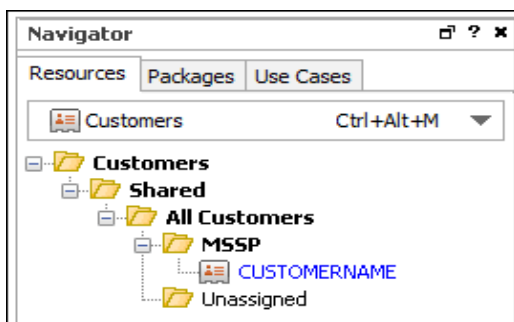 Navigator ?
Resources Packages Use Cases
Customers Ctrl+Alt+M
Customers
Shared
All Customers
MSSP
CUSTOMERNAME
Unassigned